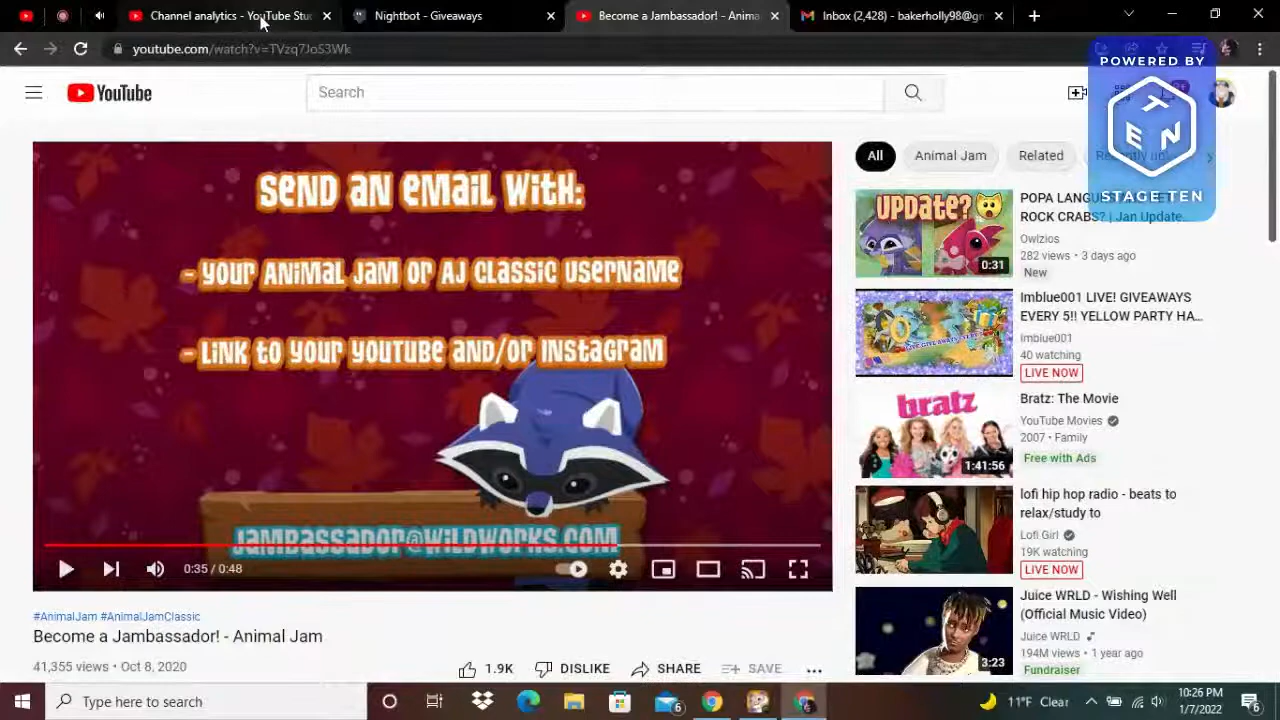 Channel analytics - YouTube Stu
Nightbot - Giveaways
Become a Jambassador! - Anima
Inbox (2,428) - bakerholly98@gm
youtube.com/watch?v=TVzq7Jo53Wk
POWERED BY
TEN
STAGE TEN
YouTube
Search
SEND AN EMAIL WITH:
- YOUR ANIMAL JAM OR AJ CLASSIC USERNAME
- LINK TO YOUR YOUTUBE AND/OR INSTAGRAM
JAMBASSADOR@WILDWORKS.COM
0:35 / 0:48
#AnimalJam #AnimalJamClassic
Become a Jambassador! - Animal Jam
41,355 views • Oct 8, 2020
1.9K DISLIKE SHARE SAVE
All Animal Jam Related
UPDATE?
0:31
ROCK CRABS? | Jan Update...
Owlzios
282 views • 3 days ago
New
Imblue001 LIVE! GIVEAWAYS
EVERY 5!! YELLOW PARTY HA...
Imblue001
40 watching
LIVE NOW
bratz
1:41:56
Bratz: The Movie
YouTube Movies
2007 • Family
Free with Ads
lofi hip hop radio - beats to
relax/study to
Lofi Girl
19K watching
LIVE NOW
3:23
Juice WRLD - Wishing Well
(Official Music Video)
Juice WRLD
194M views • 1 year ago
Fundraiser
Type here to search
6
11°F Clear
10:26 PM
1/7/2022
6